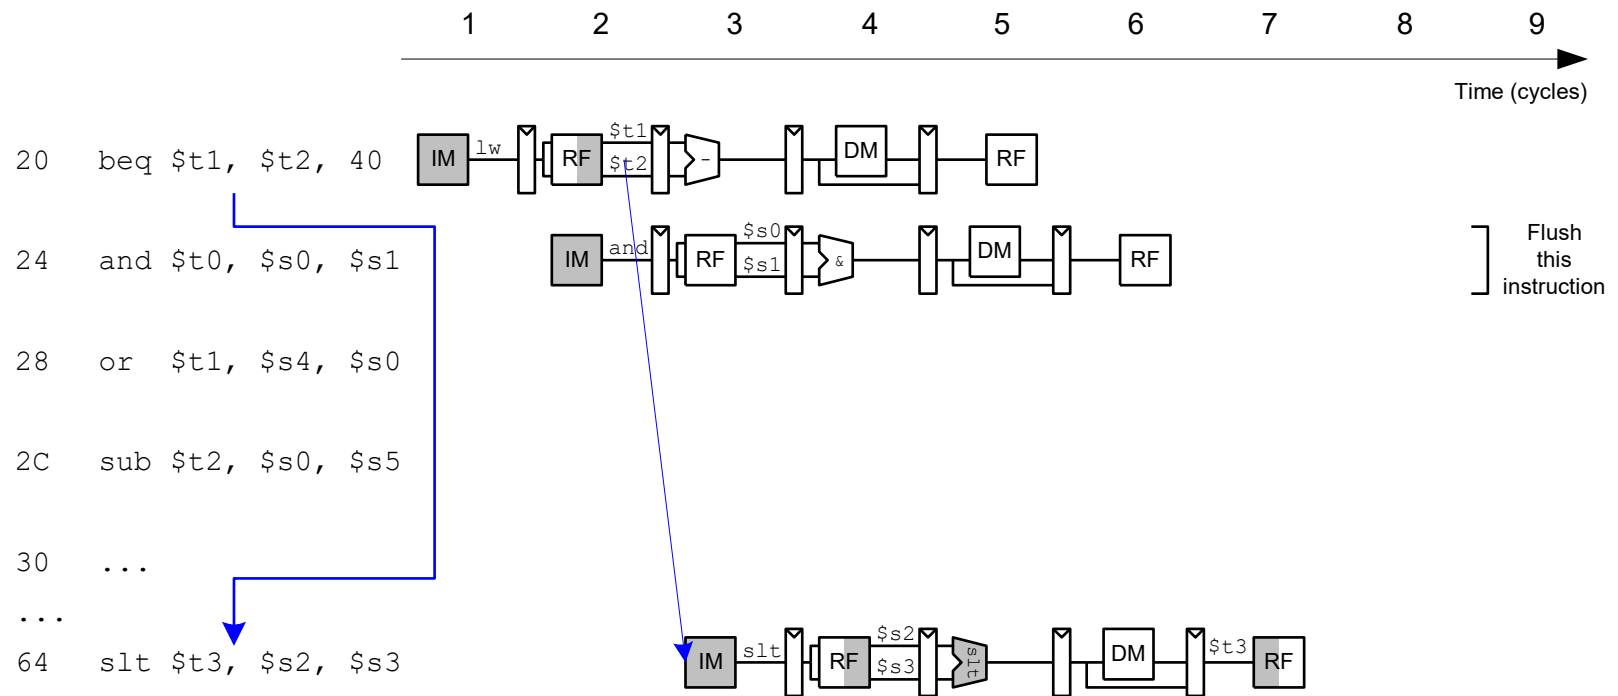 1 2 3 4 5 6 7 8 9
Time (cycles)
20 beq $t1, $t2, 40 IM lw RF $t1 $t2 - DM RF
24 and $t0, $s0, $s1 IM and RF $s0 $s1 & DM RF
Flush
this
instruction
28 or $t1, $s4, $s0
2C sub $t2, $s0, $s5
30 ...
...
64 slt $t3, $s2, $s3 IM slt RF $s2 $s3 slt DM $t3 RF